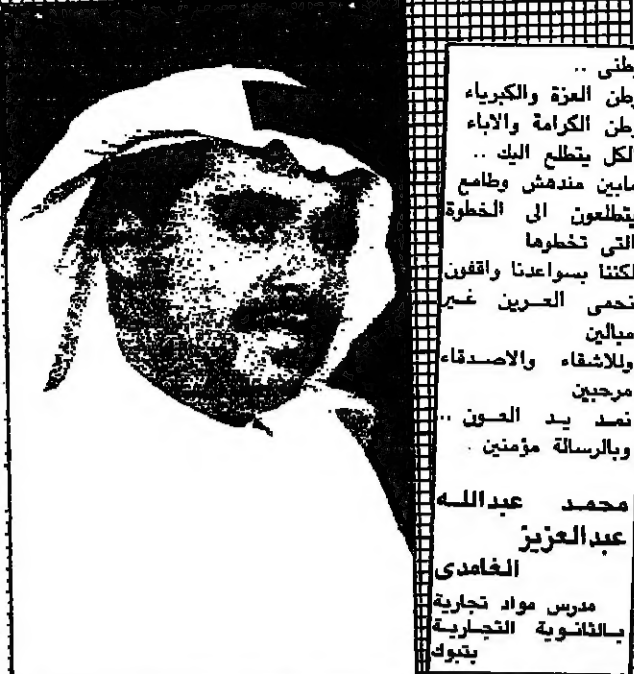 وطنى ..
وطن العزة والكبرياء
وطن الكرامة والاباء
الكل يتطلع اليك ..
مابين مندهش وطامع
يتطلعون الى الخطوة
التى تخطوها
لكننا بسواعدنا واقفون
نحمى العرين غير
مبالين
وللاشقاء والاصدقاء
مرحبين
نمد يد العون ..
وبالرسالة مؤمنين .
محمد عبدالله
عبدالعزيز
الغامدى
مدرس مواد تجارية
بالثانوية التجارية
بتبوك